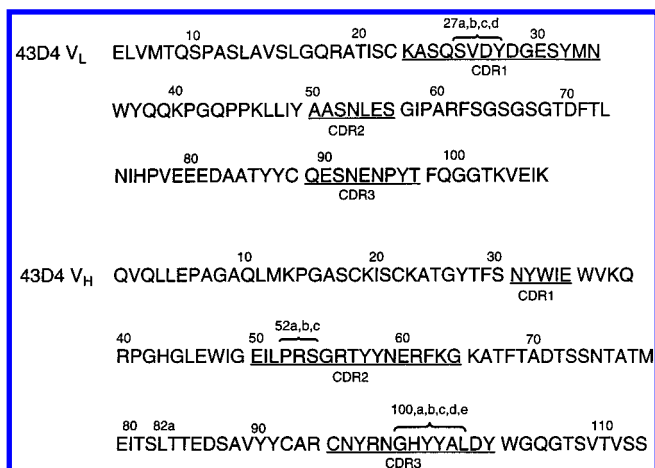 27a,b,c,d
10 20 30
43D4 VL ELVMTQSPASLAVSLGQRATISC KASQSVDYDGESYMN
CDR1
40 50 60 70
WYQQKPGQPPKLLIY AASNLES GIPARFSGSGSGTDFTL
CDR2
80 90 100
NIHPVEEEDAATYYC QESNENPYT FQGGTKVEIK
CDR3
10 20 30
43D4 VH QVQLLEPAGAQLMKPGASCKISCKATGYTFS NYWIE WVKQ
CDR1
52a,b,c
40 50 60 70
RPGHGLEWIG EILPRSGRTYYNERFKG KATFTADTSSNTATM
CDR2
100,a,b,c,d,e
80 82a 90 110
EITSLTTEDSAVYYCAR CNYRNGHYYALDY WGQGTSVTVSS
CDR3